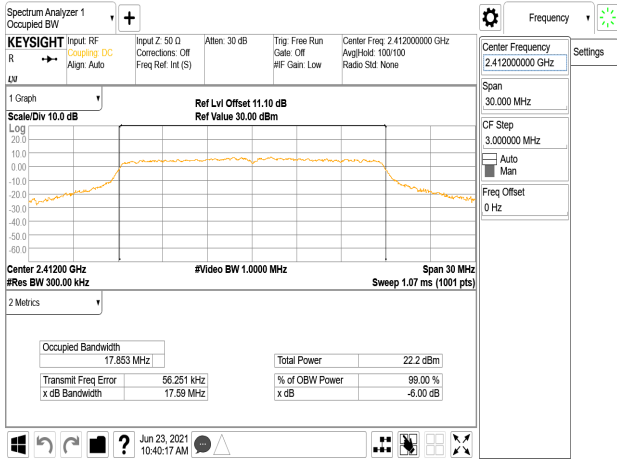 Spectrum Analyzer 1
Occupied BW
Frequency
KEYSIGHT
R
Input: RF
Coupling: DC
Align: Auto
Input Z: 50 Ω
Corrections: Off
Freq Ref: Int (S)
Atten: 30 dB
Trig: Free Run
Gate: Off
#IF Gain: Low
Center Freq: 2.412000000 GHz
Avg|Hold: 100/100
Radio Std: None
Center Frequency
2.412000000 GHz
Settings
Span
30.000 MHz
CF Step
3.000000 MHz
Auto
Man
Freq Offset
0 Hz
1 Graph
Scale/Div 10.0 dB
Ref Lvl Offset 11.10 dB
Ref Value 30.00 dBm
Log
20.0
10.0
0.00
-10.0
-20.0
-30.0
-40.0
-50.0
-60.0
Center 2.41200 GHz
#Video BW 1.0000 MHz
Span 30 MHz
#Res BW 300.00 kHz
Sweep 1.07 ms (1001 pts)
2 Metrics
Occupied Bandwidth
17.853 MHz
Total Power 22.2 dBm
Transmit Freq Error 56.251 kHz
% of OBW Power 99.00 %
x dB Bandwidth 17.59 MHz
x dB -6.00 dB
?
Jun 23, 2021
10:40:17 AM